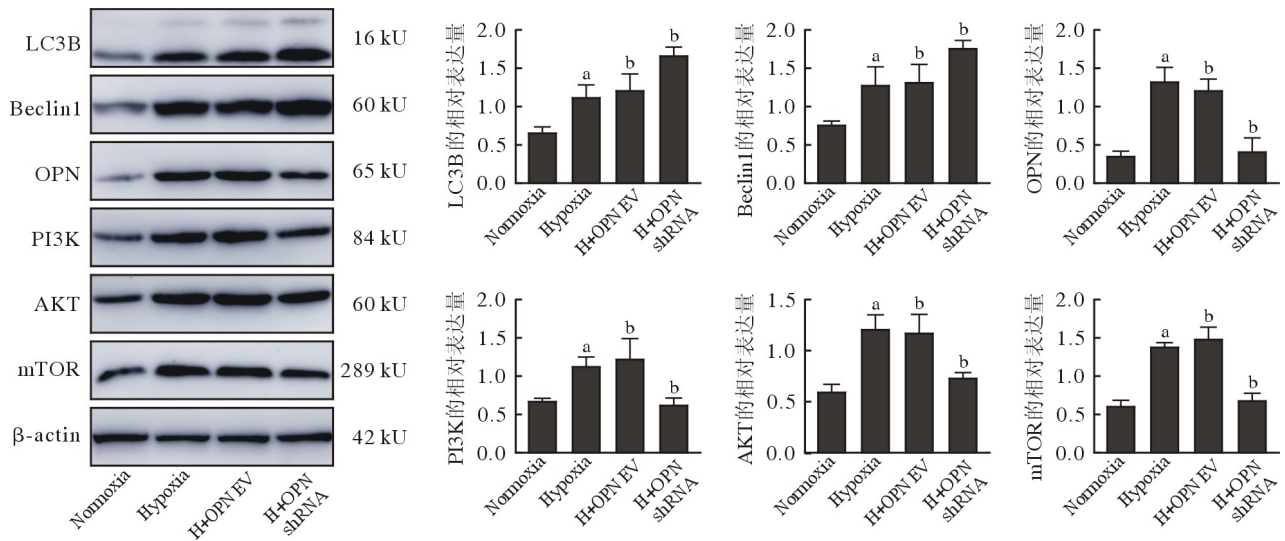 LC3B
16 kU
Beclin1
60 kU
OPN
65 kU
PI3K
84 kU
AKT
60 kU
mTOR
289 kU
β-actin
42 kU
Normoxia
Hypoxia
H+OPN EV
H+OPN
shRNA
LC3B的相对表达量
2.0
1.5
1.0
0.5
0.0
a
b
b
Normoxia
Hypoxia
H+OPN EV
H+OPN
shRNA
Beclin1的相对表达量
2.0
1.5
1.0
0.5
0.0
a
b
b
Normoxia
Hypoxia
H+OPN EV
H+OPN
shRNA
OPN的相对表达量
2.0
1.5
1.0
0.5
0.0
a
b
b
Normoxia
Hypoxia
H+OPN EV
H+OPN
shRNA
PI3K的相对表达量
2.0
1.5
1.0
0.5
0.0
a
b
b
Normoxia
Hypoxia
H+OPN EV
H+OPN
shRNA
AKT的相对表达量
1.5
1.0
0.5
0.0
a
b
b
Normoxia
Hypoxia
H+OPN EV
H+OPN
shRNA
mTOR的相对表达量
2.0
1.5
1.0
0.5
0.0
a
b
b
Normoxia
Hypoxia
H+OPN EV
H+OPN
shRNA